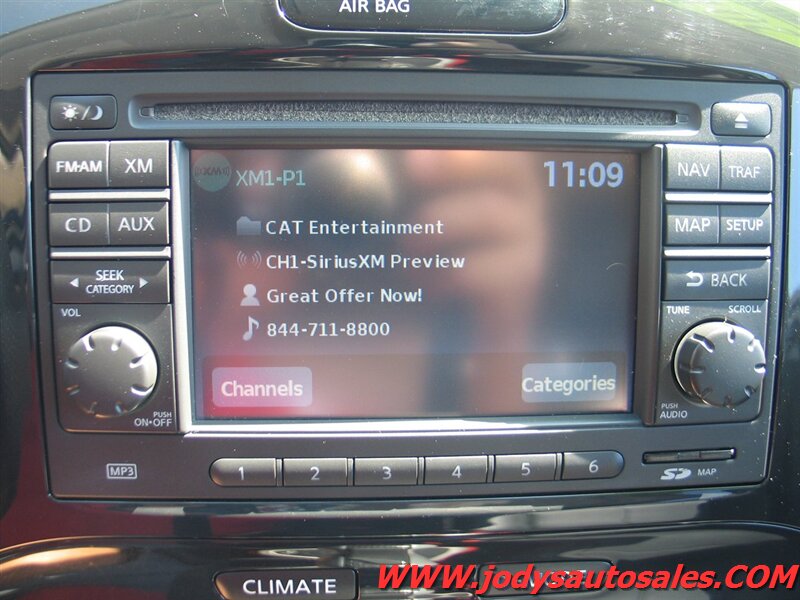 AIR BAG
FM·AM XM
XM1-P1
11:09
NAV TRAF
CD AUX
CAT Entertainment
MAP SETUP
SEEK
CATEGORY
CH1-SiriusXM Preview
BACK
Great Offer Now!
VOL
844-711-8800
TUNE SCROLL
Channels
Categories
PUSH
ON·OFF
PUSH
AUDIO
MP3
1 2 3 4 5 6
SD MAP
CLIMATE
WWW.jodysautosales.COM